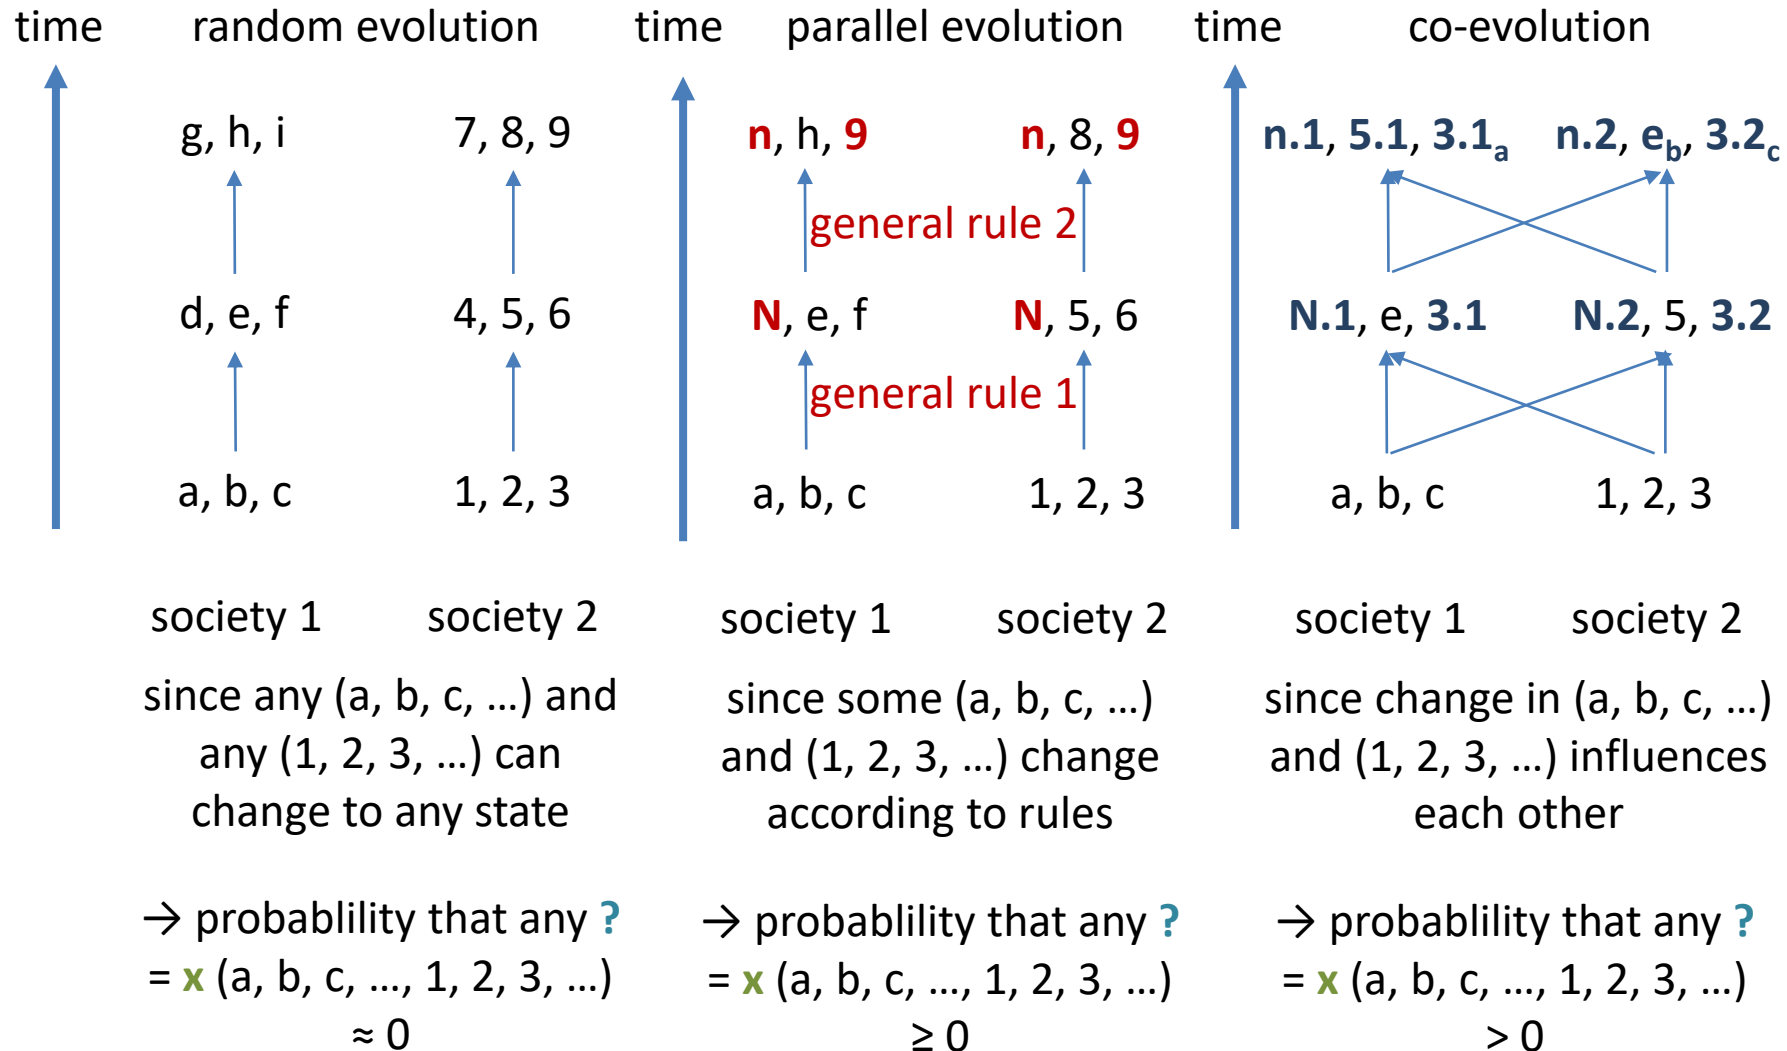 time random evolution time parallel evolution time co-evolution
g, h, i 7, 8, 9 n, h, 9 n, 8, 9 n.1, 5.1, 3.1a n.2, eb, 3.2c
general rule 2
d, e, f 4, 5, 6 N, e, f N, 5, 6 N.1, e, 3.1 N.2, 5, 3.2
general rule 1
a, b, c 1, 2, 3 a, b, c 1, 2, 3 a, b, c 1, 2, 3
society 1 society 2 society 1 society 2 society 1 society 2
since any (a, b, c, ...) and
any (1, 2, 3, ...) can
change to any state
→ probablility that any ?
= x (a, b, c, ..., 1, 2, 3, ...)
≈ 0
since some (a, b, c, ...)
and (1, 2, 3, ...) change
according to rules
→ probablility that any ?
= x (a, b, c, ..., 1, 2, 3, ...)
≥ 0
since change in (a, b, c, ...)
and (1, 2, 3, ...) influences
each other
→ probablility that any ?
= x (a, b, c, ..., 1, 2, 3, ...)
> 0